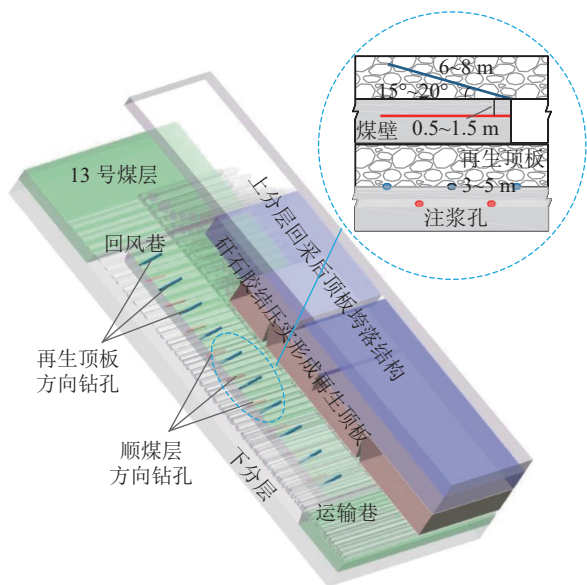 6~8 m
15°~20°
煤壁
0.5~1.5 m
再生顶板
3~5 m
注浆孔
13 号煤层
回风巷
再生顶板
方向钻孔
顺煤层
方向钻孔
上分层回采后顶板垮落结构
矸石胶结压实形成再生顶板
下分层
运输巷